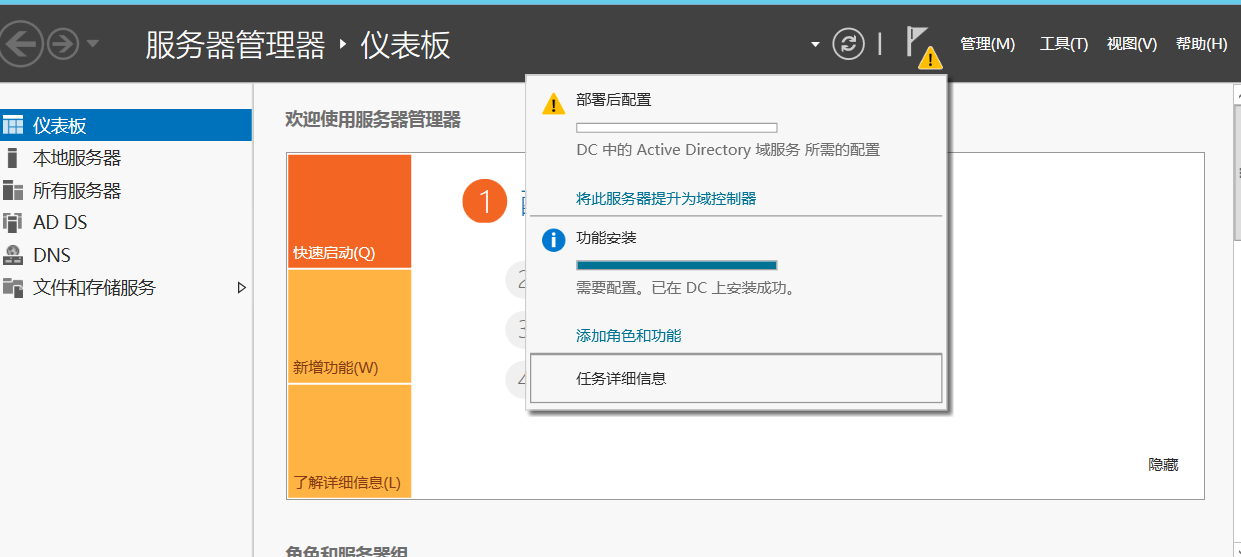 服务器管理器 ‣ 仪表板
管理(M) 工具(T) 视图(V) 帮助(H)
仪表板
本地服务器
所有服务器
AD DS
DNS
文件和存储服务
欢迎使用服务器管理器
快速启动(Q)
新增功能(W)
了解详细信息(L)
1
2
3
4
部署后配置
DC 中的 Active Directory 域服务 所需的配置
将此服务器提升为域控制器
功能安装
需要配置。已在 DC 上安装成功。
添加角色和功能
任务详细信息
隐藏
角色和服务器组